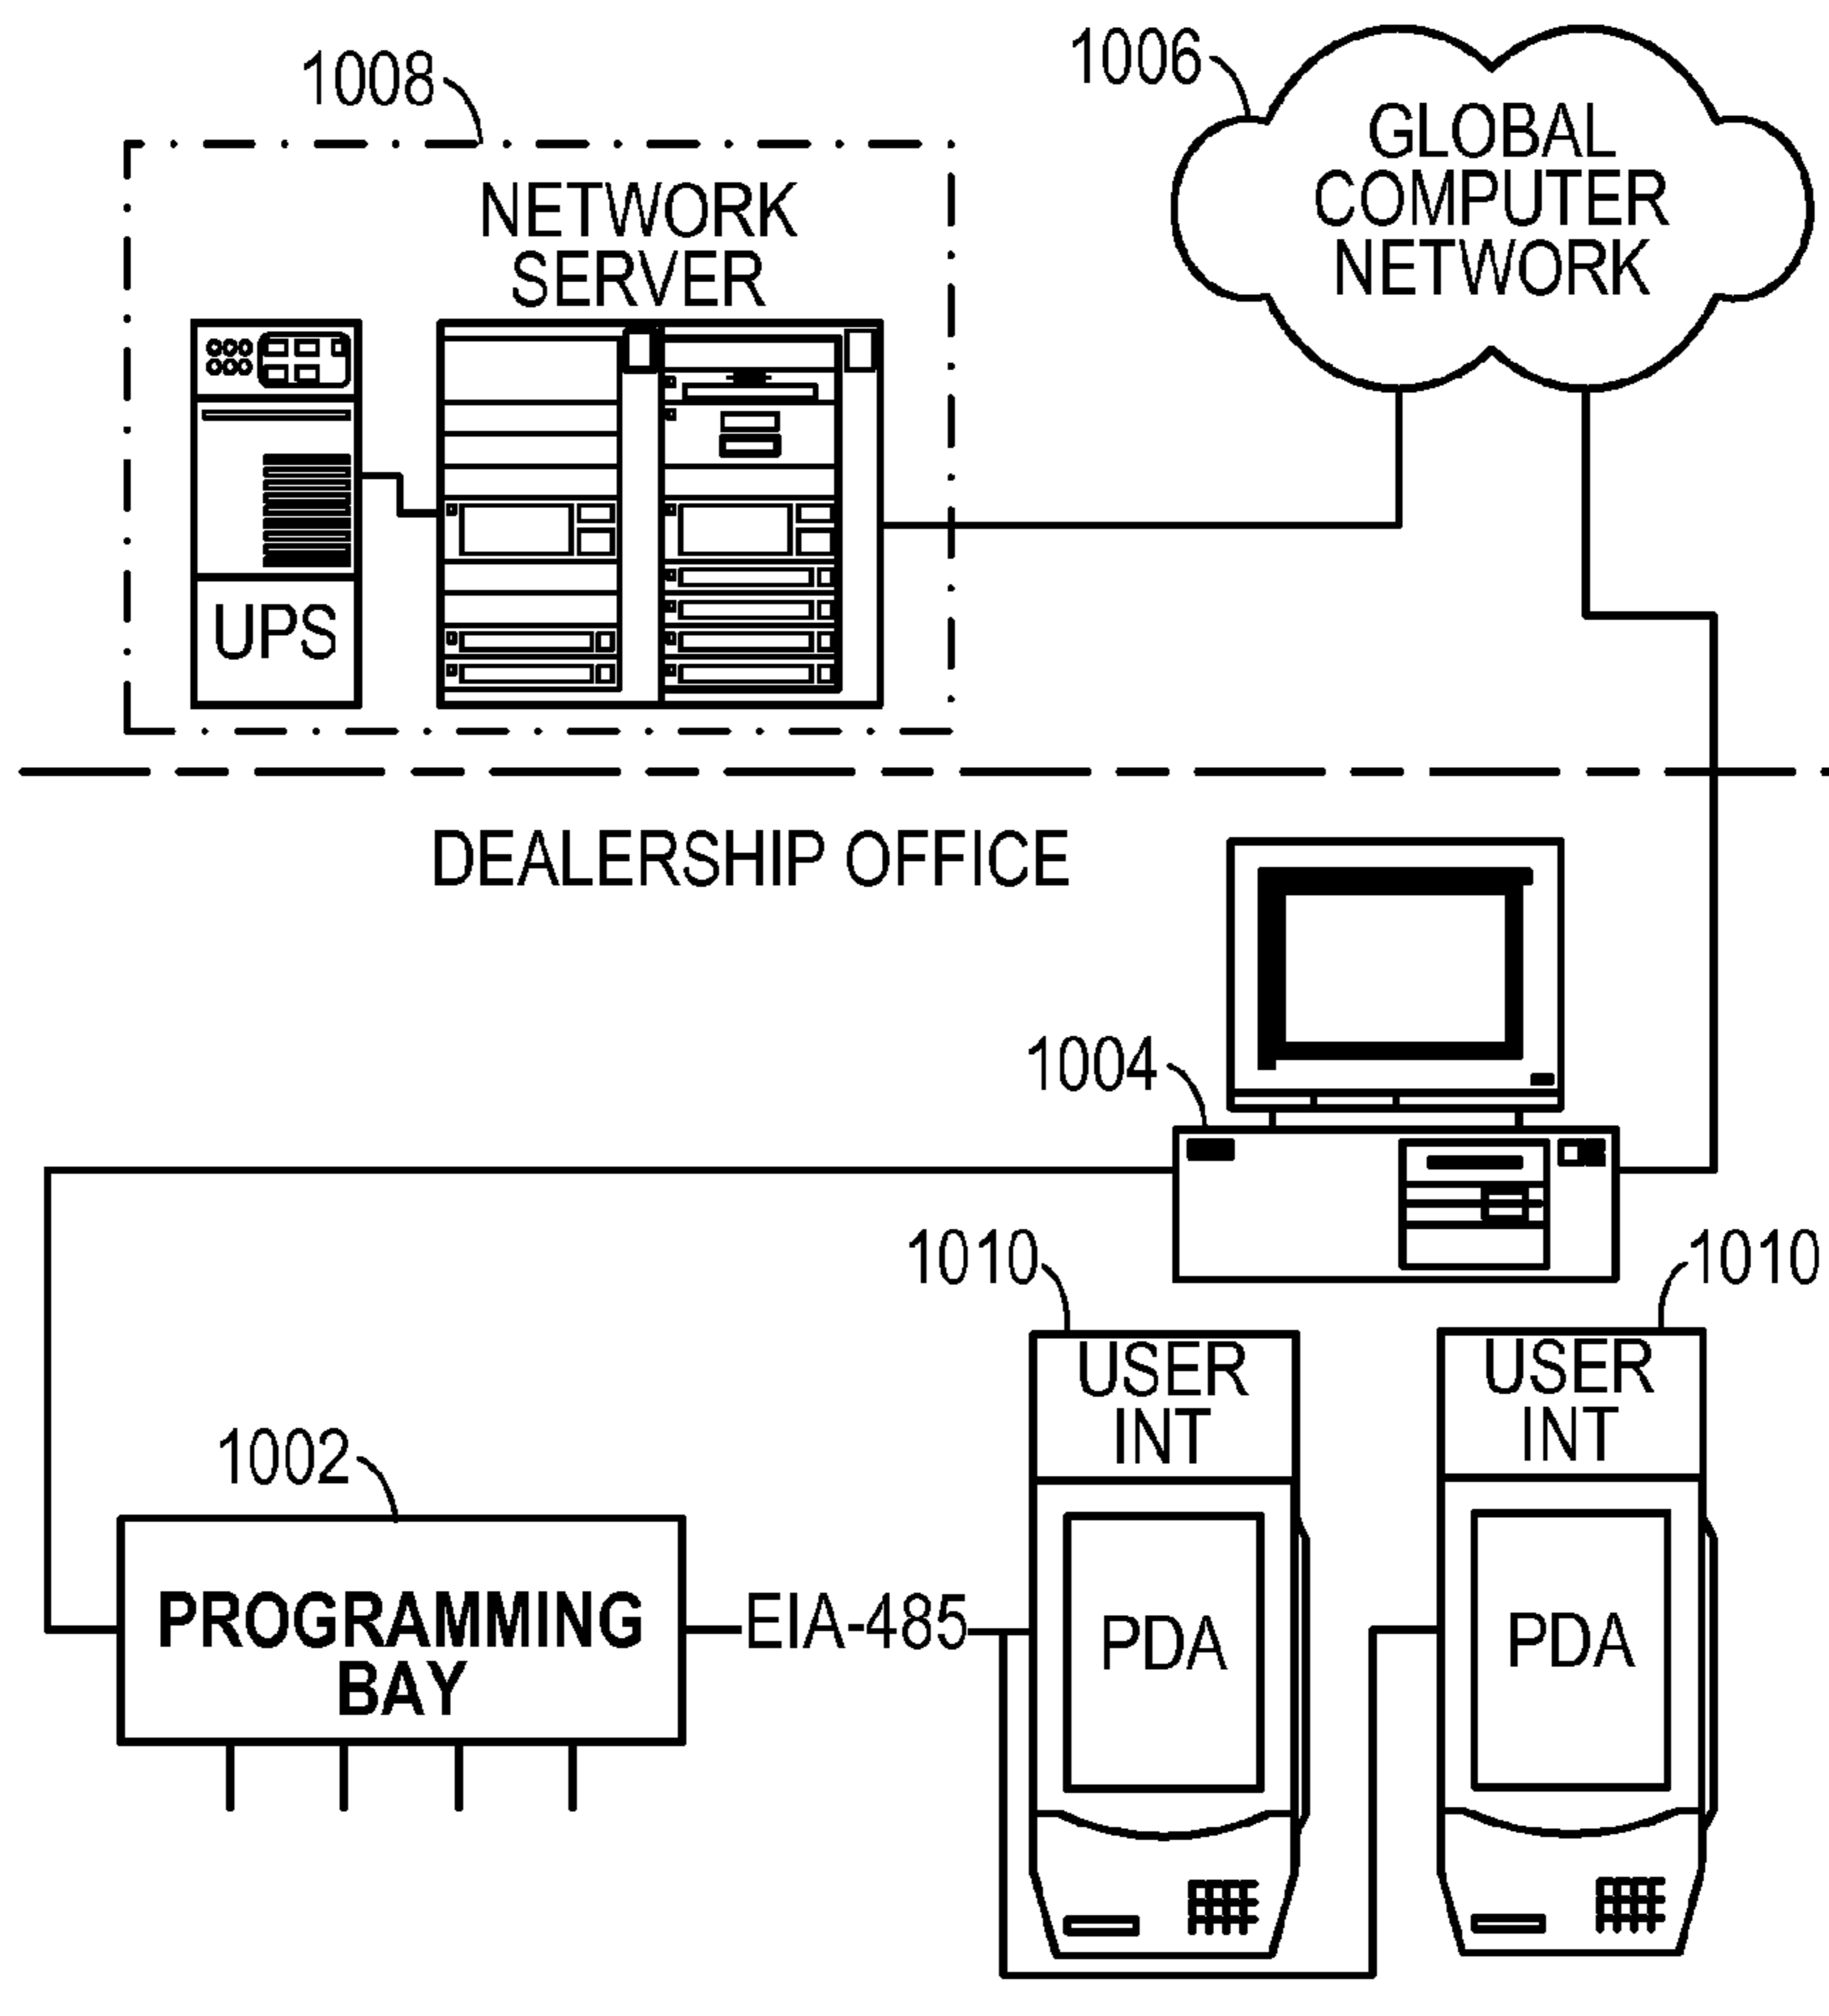 1008
1006
GLOBAL
COMPUTER
NETWORK
NETWORK
SERVER
UPS
DEALERSHIP OFFICE
1004
1010
1010
USER
INT
USER
INT
1002
PROGRAMMING
BAY
EIA-485
PDA
PDA